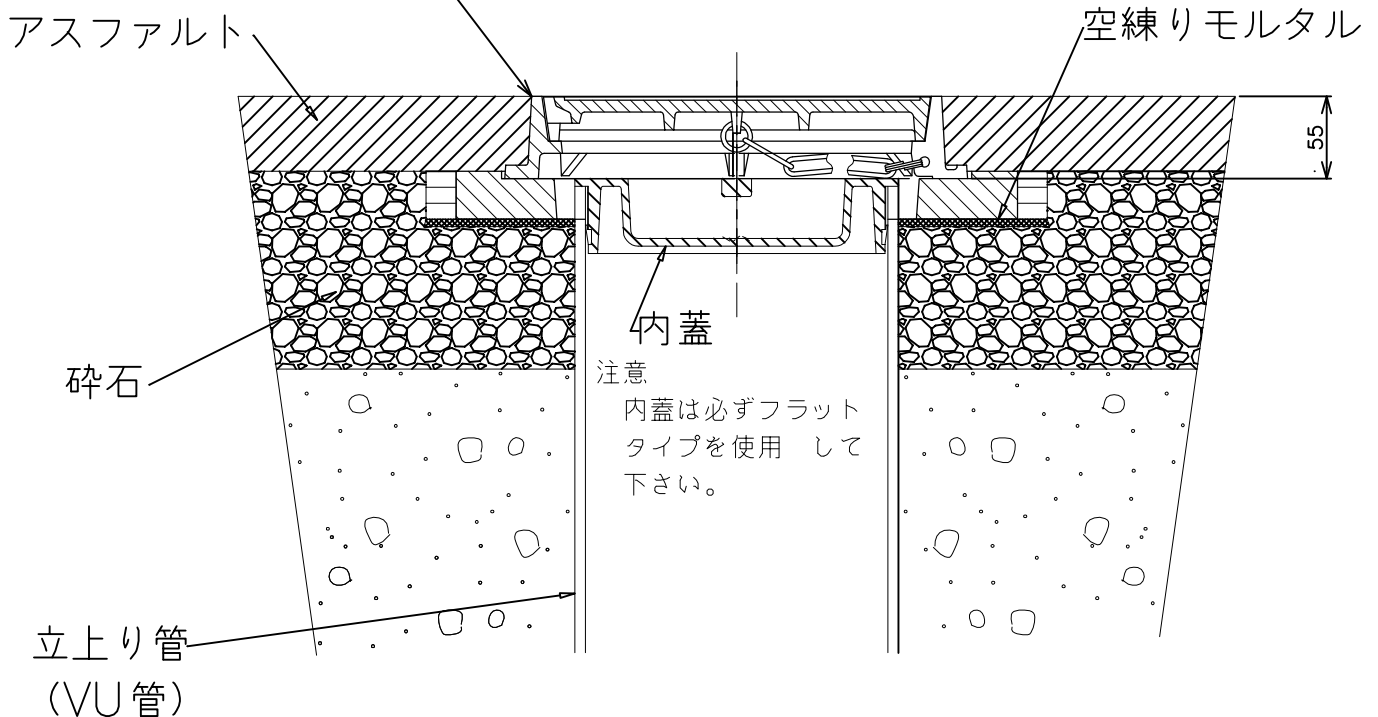 アスファルト
空練りモルタル
55
内蓋
砕石
注意
内蓋は必ずフラット
タイプを使用　して
下さい。
立上り管
(VU管)